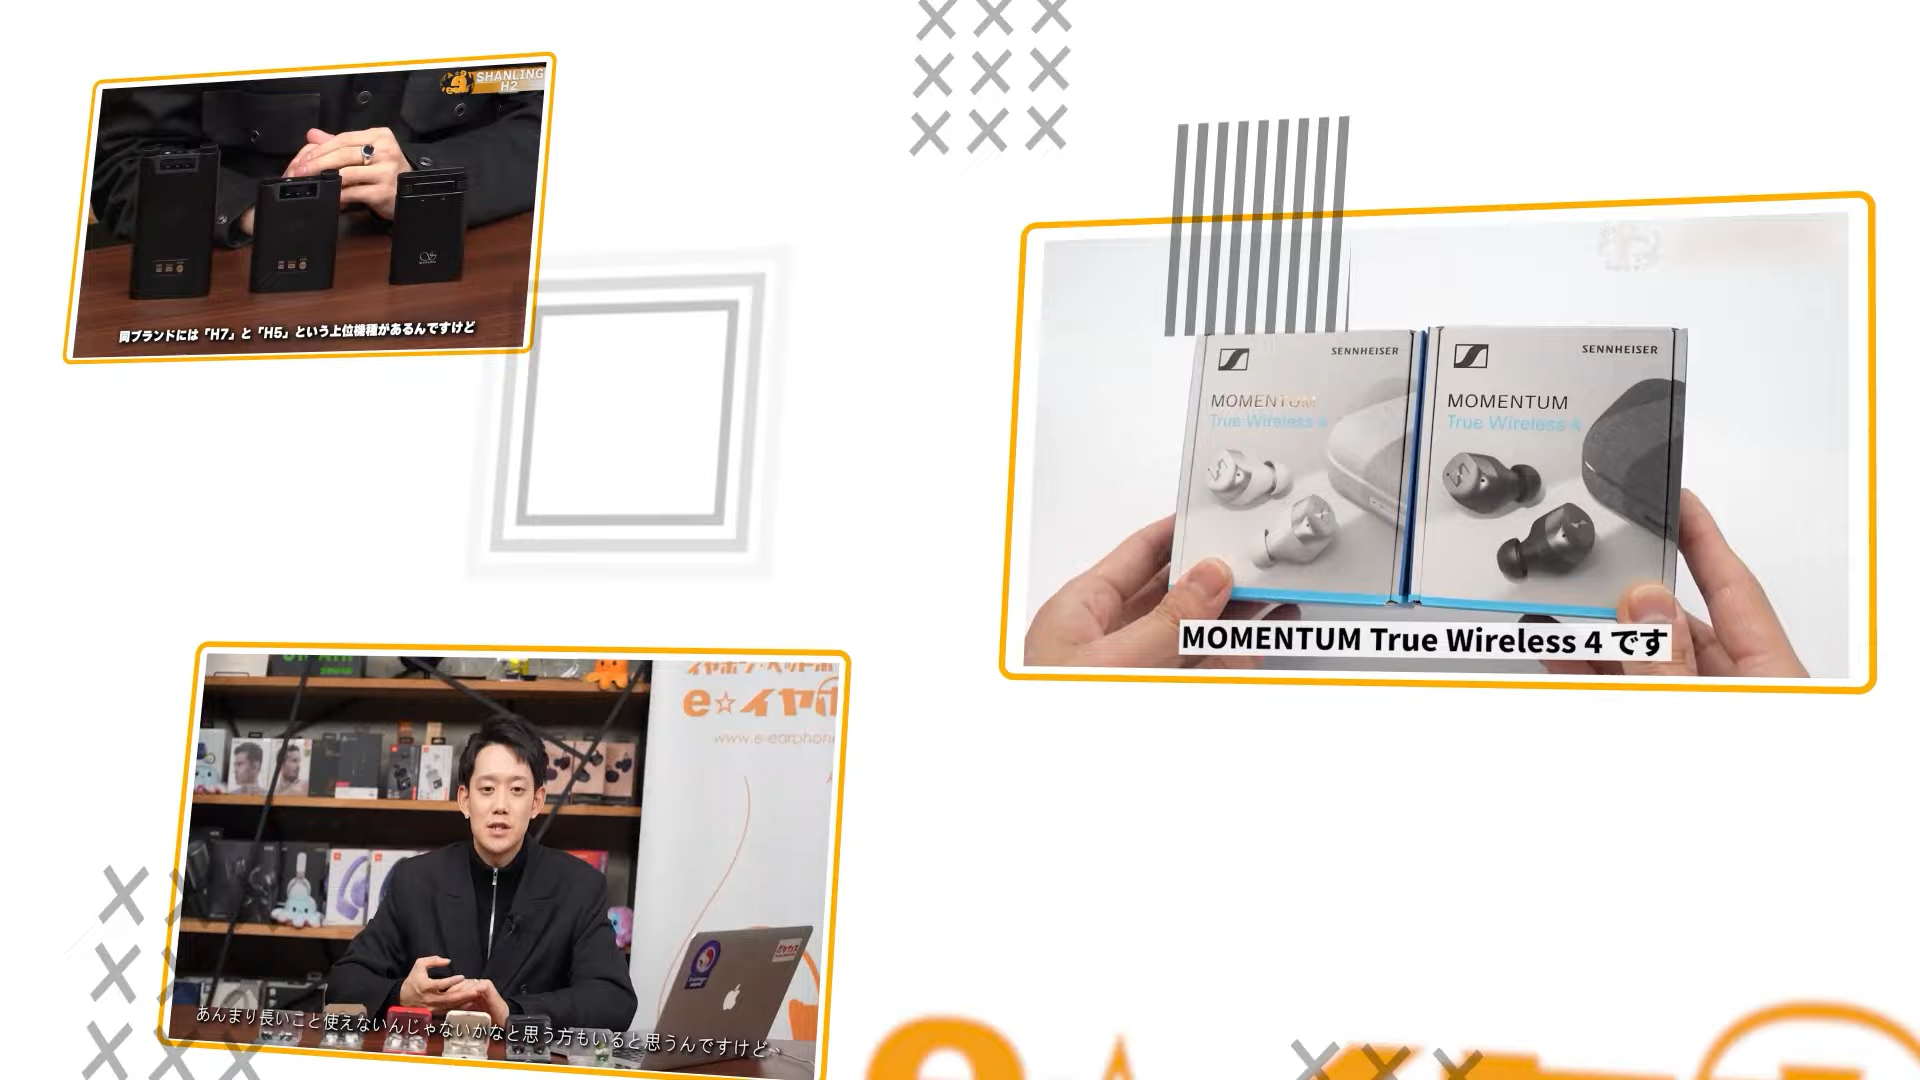 SHANLING
H2
同ブランドには「H7」と「H5」という上位機種があるんですけど
SENNHEISER
MOMENTUM
True Wireless 4
SENNHEISER
MOMENTUM
True Wireless 4
MOMENTUM True Wireless 4 です
e☆イヤホ
www.e-earphon
あんまり長いこと使えないんじゃないかなと思う方もいると思うんですけど、